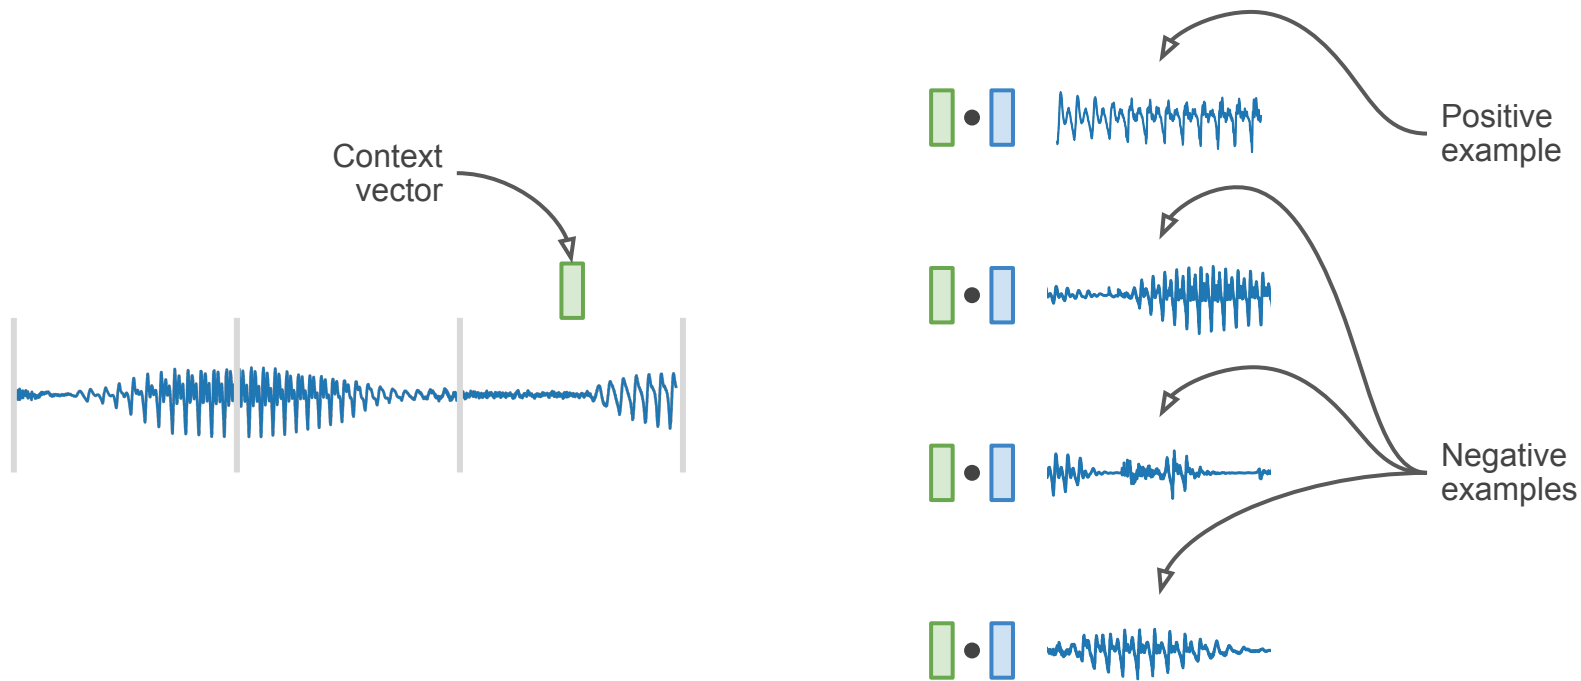 Context
vector
Positive
example
Negative
examples